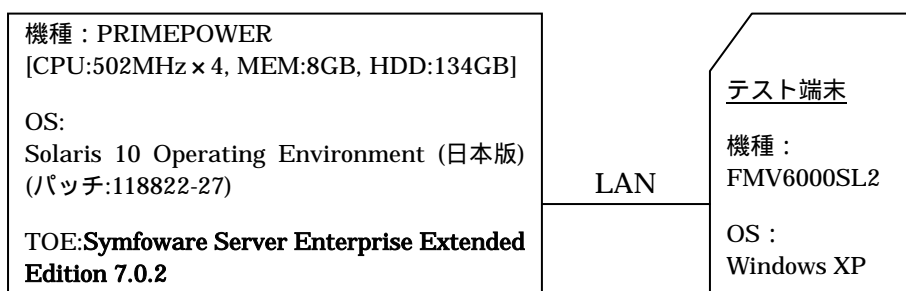 機種：PRIMEPOWER
[CPU:502MHz×4, MEM:8GB, HDD:134GB]
OS:
Solaris 10 Operating Environment (日本版)
(パッチ:118822-27)
TOE:Symfoware Server Enterprise Extended
Edition 7.0.2
LAN
テスト端末
機種：
FMV6000SL2
OS：
Windows XP